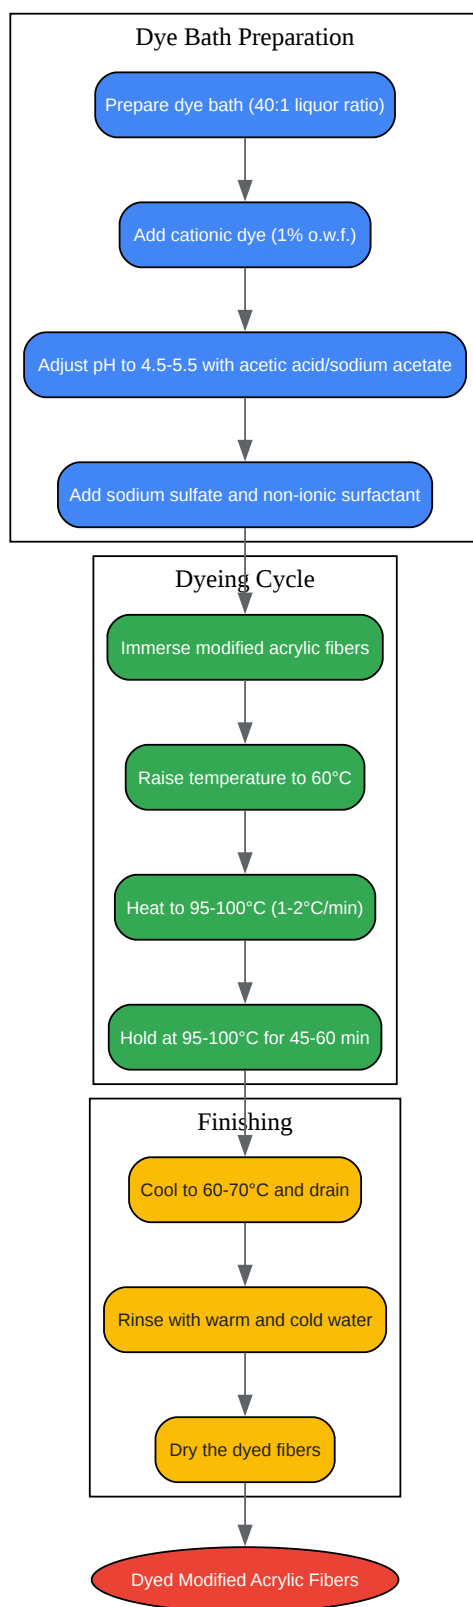 Dye Bath Preparation
Prepare dye bath (40:1 liquor ratio)
Add cationic dye (1% o.w.f.)
Adjust pH to 4.5-5.5 with acetic acid/sodium acetate
Add sodium sulfate and non-ionic surfactant
Dyeing Cycle
Immerse modified acrylic fibers
Raise temperature to 60°C
Heat to 95-100°C (1-2°C/min)
Hold at 95-100°C for 45-60 min
Finishing
Cool to 60-70°C and drain
Rinse with warm and cold water
Dry the dyed fibers
Dyed Modified Acrylic Fibers